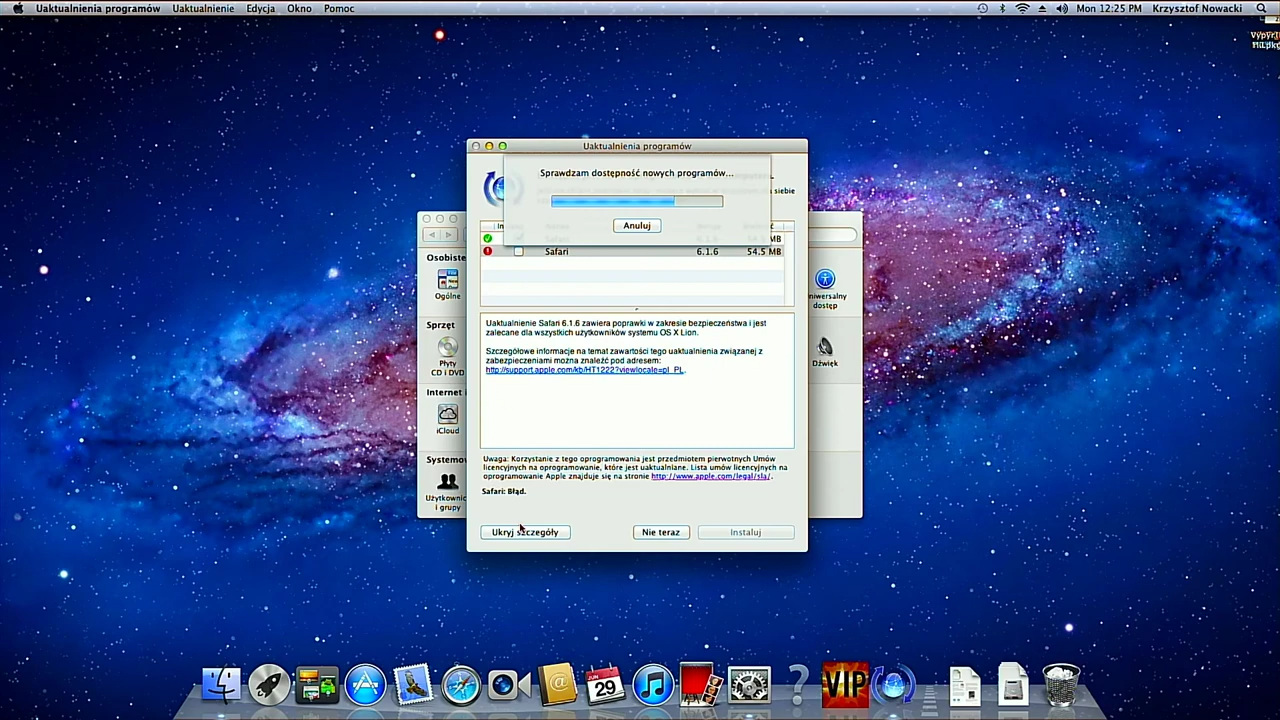 Uaktualnienia programów Uaktualnienie Edycja Okno Pomoc
Mon 12:25 PM Krzysztof Nowacki
Uaktualnienia programów
Sprawdzam dostępność nowych programów...
siebie
Anuluj
Safari MB
Safari 6.1.6 54.5 MB
Uaktualnienie Safari 6.1.6 zawiera poprawki w zakresie bezpieczeństwa i jest
zalecane dla wszystkich użytkowników systemu OS X Lion.
Szczegółowe informacje na temat zawartości tego uaktualnienia związanej z
zabezpieczeniami można znaleźć pod adresem:
http://support.apple.com/kb/HT1222?viewlocale=pl_PL.
Uwaga: Korzystanie z tego oprogramowania jest przedmiotem pierwotnych Umów
licencyjnych na oprogramowanie, które jest uaktualniane. Lista umów licencyjnych na
oprogramowanie Apple znajduje się na stronie http://www.apple.com/legal/sla/.
Safari: Błąd.
Ukryj szczegóły Nie teraz Instaluj
Osobiste
Ogólne
Sprzęt
Płyty
CD i DVD
Internet i
iCloud
Systemo
Użytkownic
i grupy
niwersalny
dostęp
Dźwięk
JUN
29
VIP